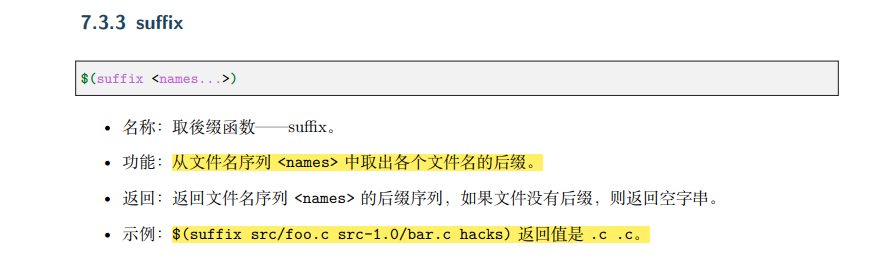 7.3.3 suffix
$(suffix <names...>)
• 名称：取後缀函数——suffix。
• 功能：从文件名序列 <names> 中取出各个文件名的后缀。
• 返回：返回文件名序列 <names> 的后缀序列，如果文件没有后缀，则返回空字串。
• 示例：$(suffix src/foo.c src-1.0/bar.c hacks) 返回值是 .c .c。